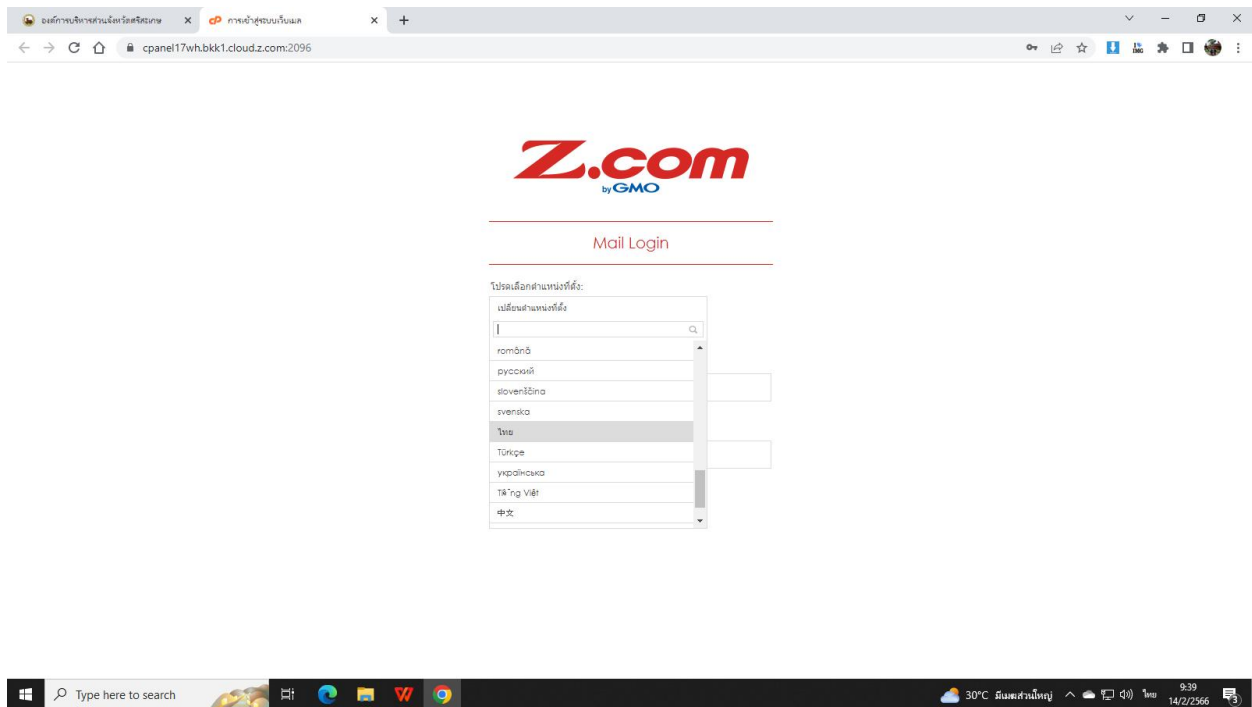 องค์การบริหารส่วนจังหวัดศรีสะเกษ
การเข้าสู่ระบบเว็บเมล
cpanel17wh.bkk1.cloud.z.com:2096
Z.com
by GMO
Mail Login
โปรดเลือกตำแหน่งที่ตั้ง:
เปลี่ยนตำแหน่งที่ตั้ง
română
русский
slovenščina
svenska
ไทย
Türkçe
українська
Tiếng Việt
中文
Type here to search
30°C มีเมฆส่วนใหญ่
ไทย
9:39
14/2/2566
3